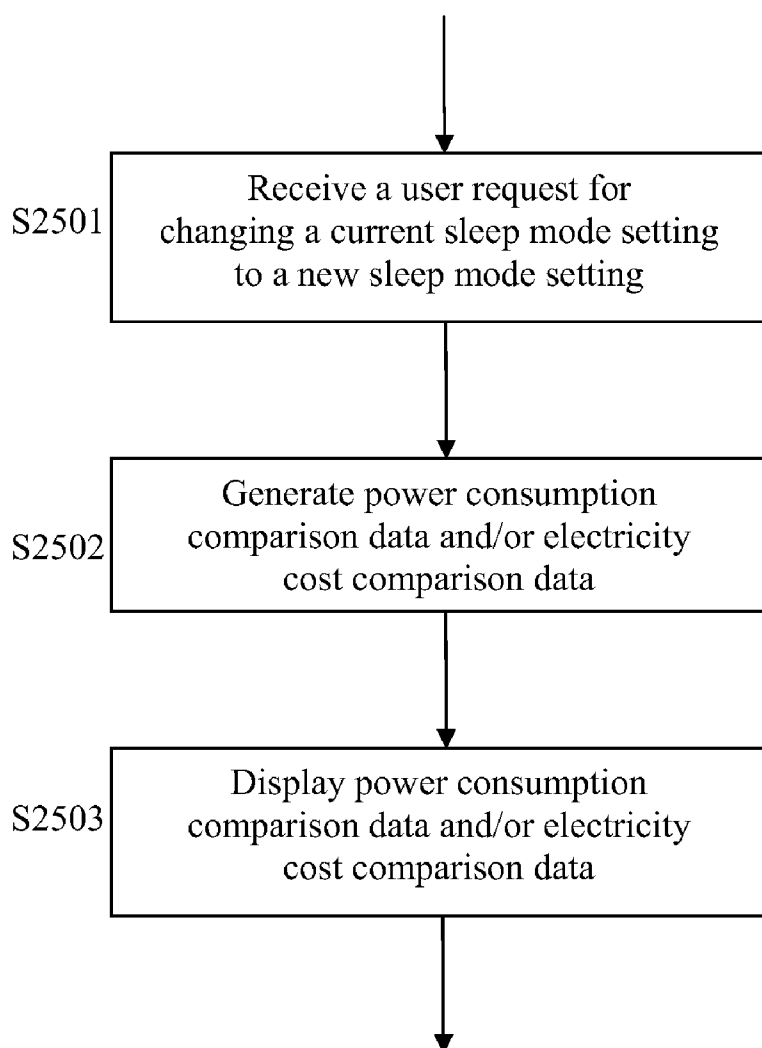 S2501
Receive a user request for
changing a current sleep mode setting
to a new sleep mode setting
S2502
Generate power consumption
comparison data and/or electricity
cost comparison data
S2503
Display power consumption
comparison data and/or electricity
cost comparison data